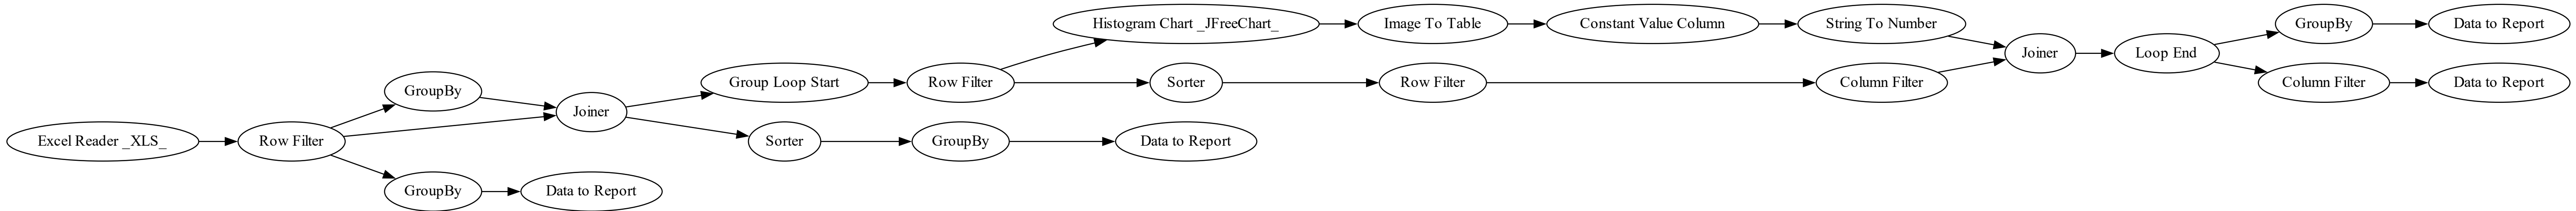 Histogram Chart _JFreeChart_
Image To Table
Constant Value Column
String To Number
GroupBy
Data to Report
Joiner
Loop End
GroupBy
Group Loop Start
Row Filter
Sorter
Row Filter
Column Filter
Column Filter
Data to Report
Joiner
Excel Reader _XLS_
Row Filter
Sorter
GroupBy
Data to Report
GroupBy
Data to Report